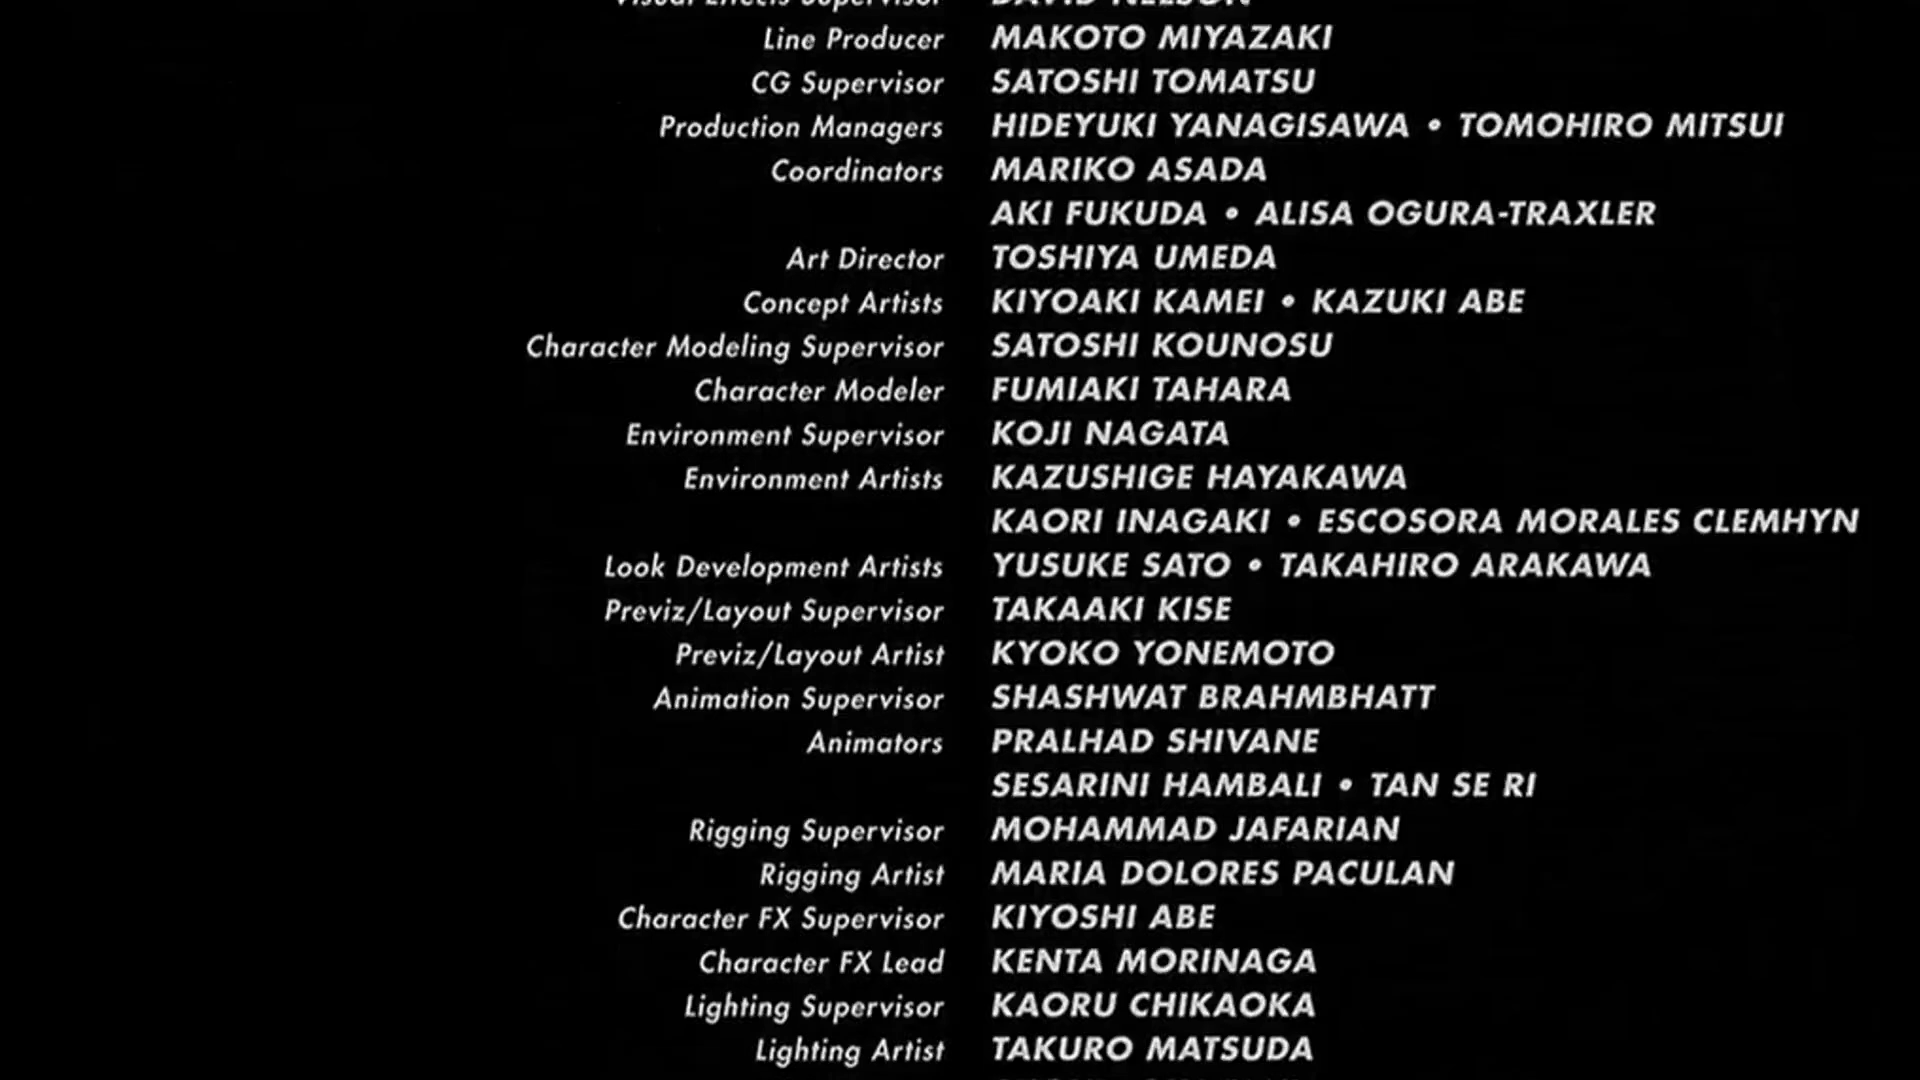 Visual Effects Supervisor DAVID NELSON
Line Producer MAKOTO MIYAZAKI
CG Supervisor SATOSHI TOMATSU
Production Managers HIDEYUKI YANAGISAWA • TOMOHIRO MITSUI
Coordinators MARIKO ASADA
AKI FUKUDA • ALISA OGURA-TRAXLER
Art Director TOSHIYA UMEDA
Concept Artists KIYOAKI KAMEI • KAZUKI ABE
Character Modeling Supervisor SATOSHI KOUNOSU
Character Modeler FUMIAKI TAHARA
Environment Supervisor KOJI NAGATA
Environment Artists KAZUSHIGE HAYAKAWA
KAORI INAGAKI • ESCOSORA MORALES CLEMHYN
Look Development Artists YUSUKE SATO • TAKAHIRO ARAKAWA
Previz/Layout Supervisor TAKAAKI KISE
Previz/Layout Artist KYOKO YONEMOTO
Animation Supervisor SHASHWAT BRAHMBHATT
Animators PRALHAD SHIVANE
SESARINI HAMBALI • TAN SE RI
Rigging Supervisor MOHAMMAD JAFARIAN
Rigging Artist MARIA DOLORES PACULAN
Character FX Supervisor KIYOSHI ABE
Character FX Lead KENTA MORINAGA
Lighting Supervisor KAORU CHIKAOKA
Lighting Artist TAKURO MATSUDA